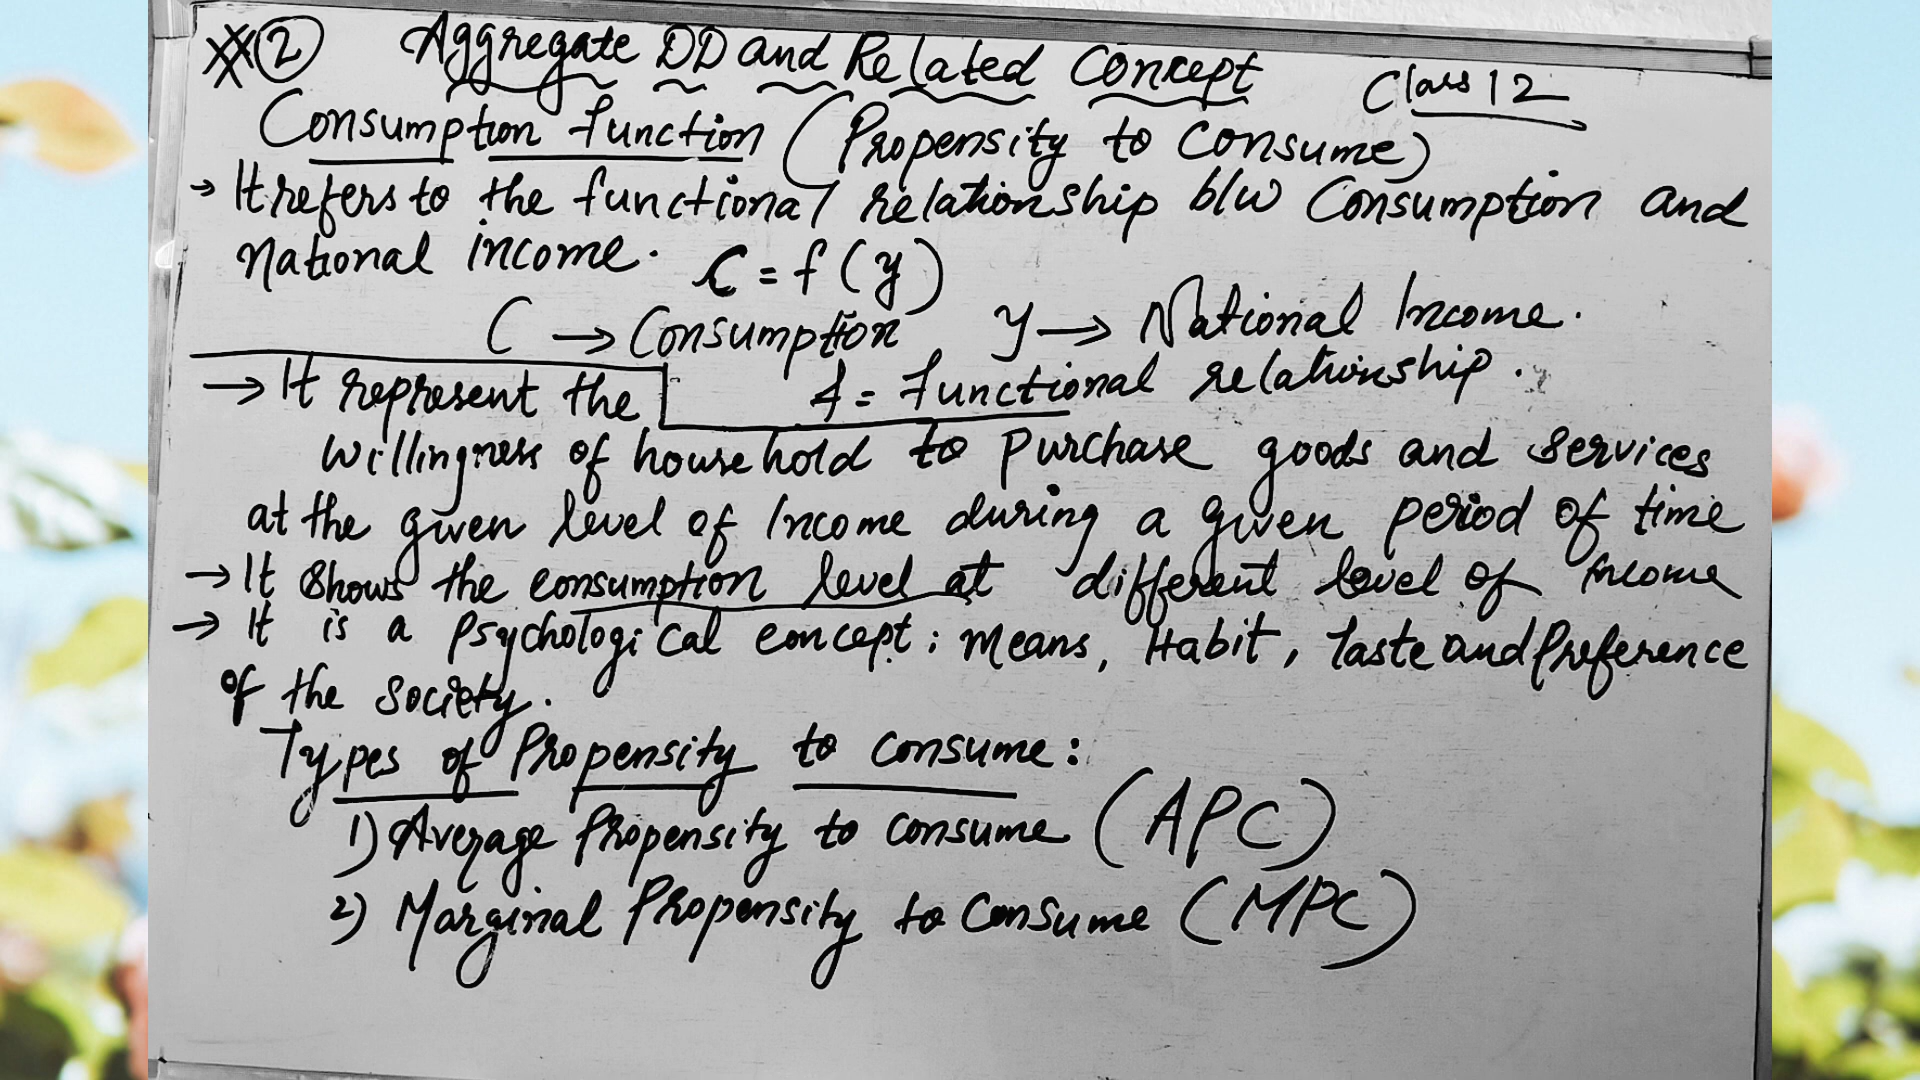 ② Aggregate DD and Related Concept Class 12
Consumption function (Propensity to Consume)
→ It refers to the functional relationship b/w Consumption and
National income. C = f(y)
C → Consumption y → National Income.
→ It represent the f = Functional relationship.
willingness of household to purchase goods and services
at the given level of Income during a given period of time
→ It shows the consumption level at different level of income
→ It is a Psychological concept; means, Habit, Taste and Preference
of the society.
Types of Propensity to consume:
1) Average Propensity to consume (APC)
2) Marginal Propensity to Consume (MPC)